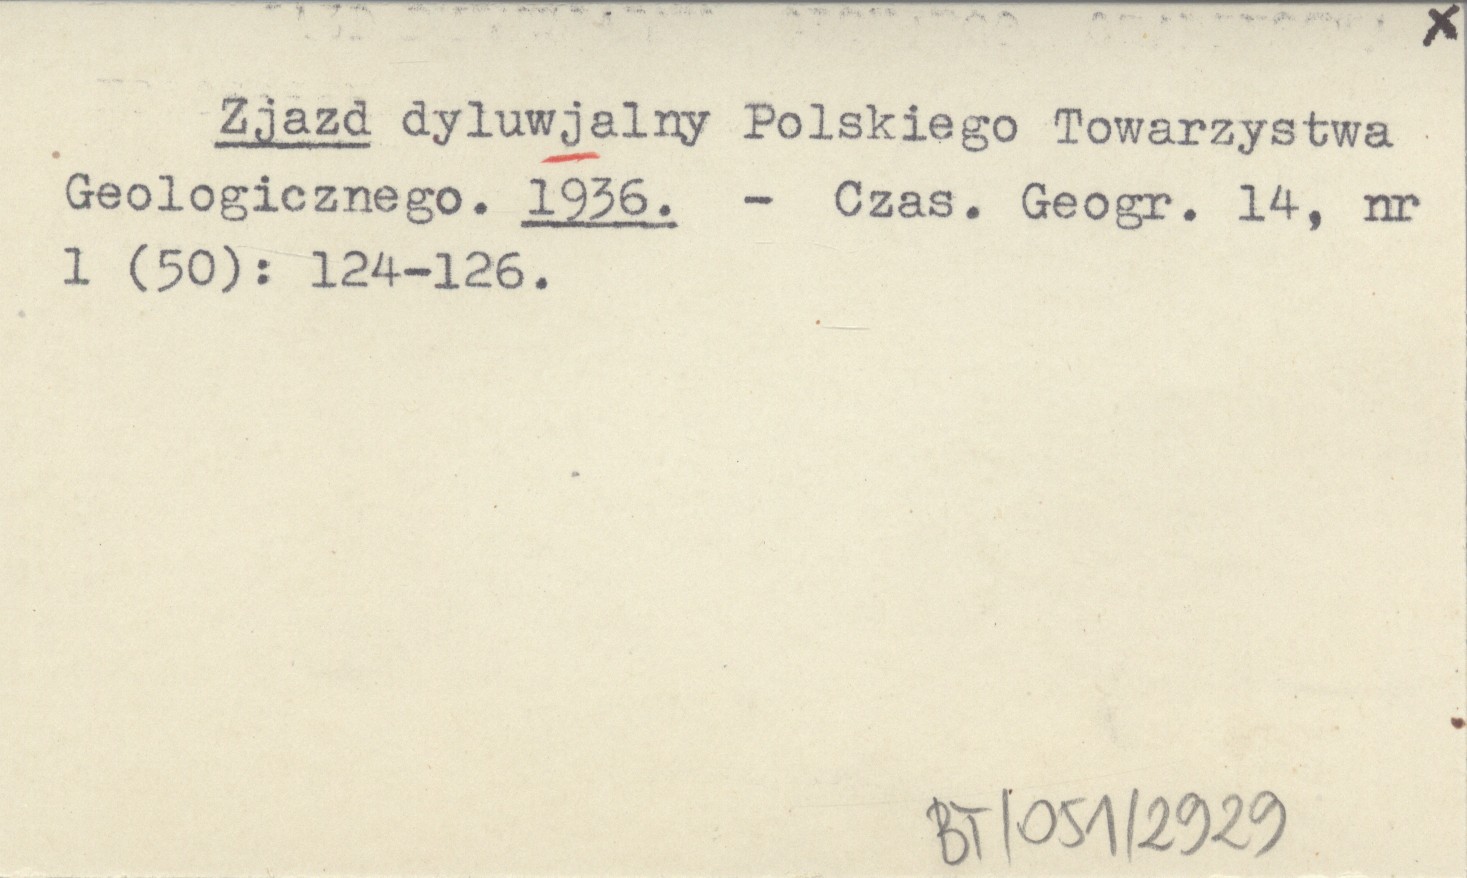 x
Zjazd dyluwjalny Polskiego Towarzystwa
Geologicznego. 1936. - Czas. Geogr. 14, nr
1 (50): 124-126.
BT/051/2929